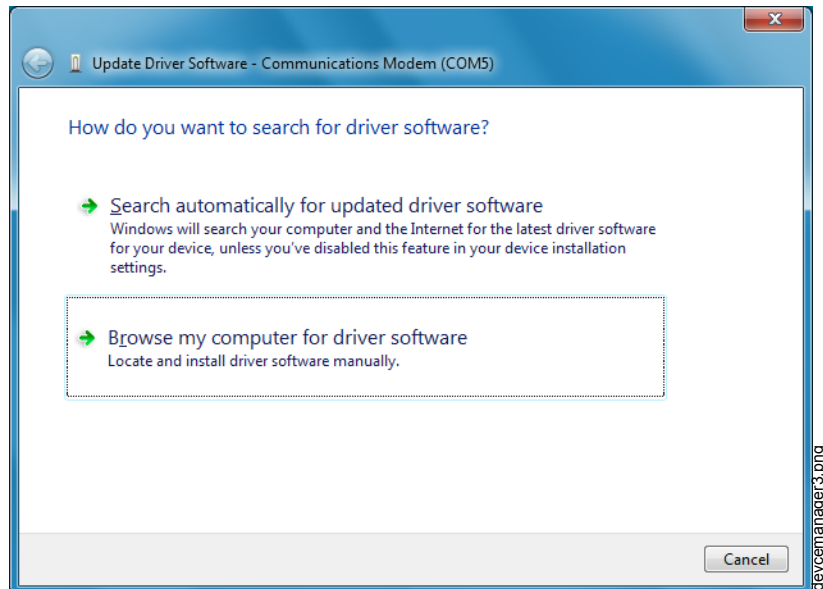 Update Driver Software - Communications Modem (COM5)
How do you want to search for driver software?
Search automatically for updated driver software
Windows will search your computer and the Internet for the latest driver software
for your device, unless you've disabled this feature in your device installation
settings.
Browse my computer for driver software
Locate and install driver software manually.
Cancel
devcemanager3.png